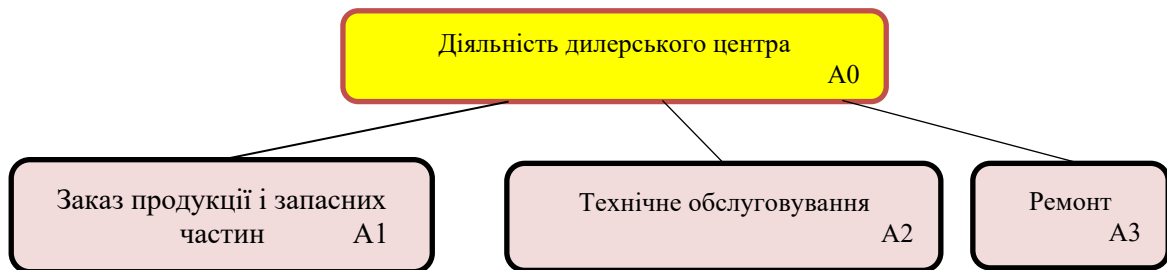 Діяльність дилерського центра
А0
Заказ продукції і запасних
частин А1
Технічне обслуговування
А2
Ремонт
А3